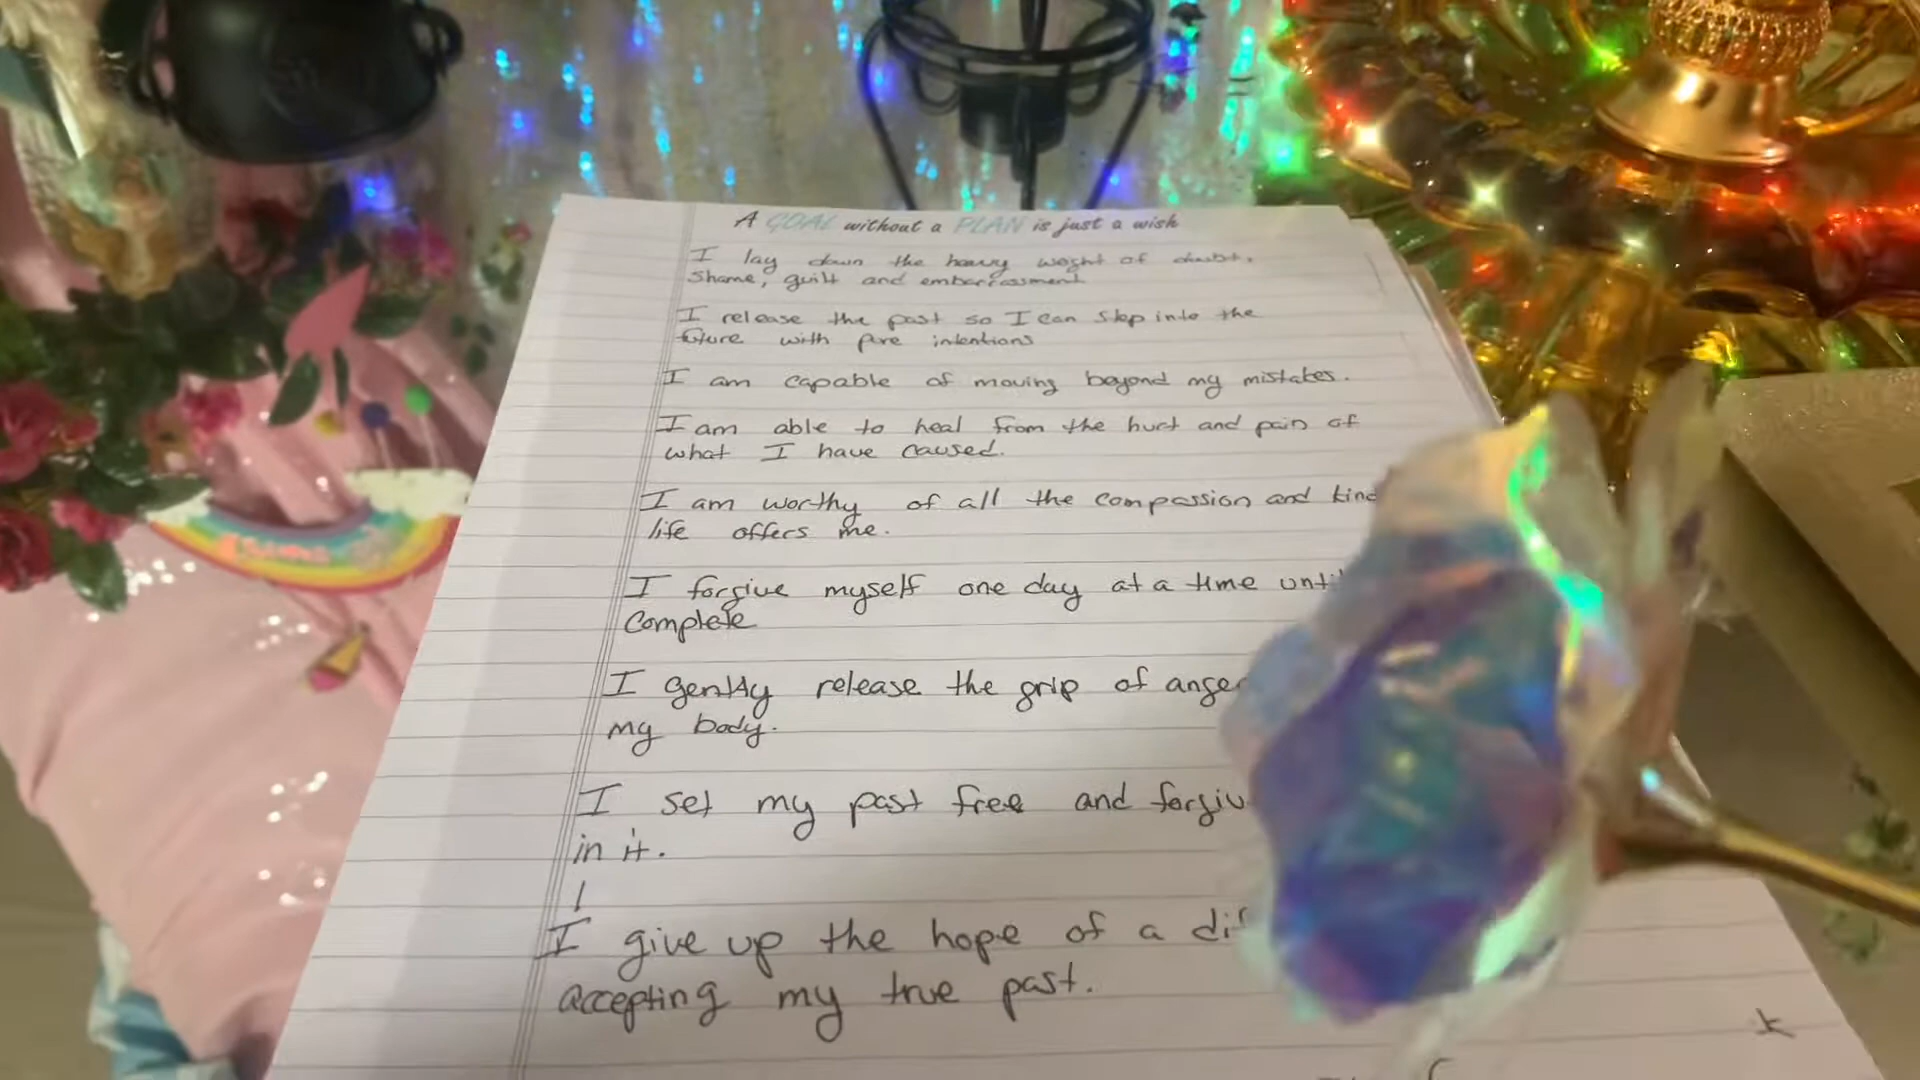 A GOAL without a PLAN is just a wish
I lay down the heavy weight of doubt,
Shame, guilt and embarrassment
I release the past so I can step into the
future with pure intentions
I am capable of moving beyond my mistakes.
I am able to heal from the hurt and pain of
what I have caused.
I am worthy of all the compassion and kind
life offers me.
I forgive myself one day at a time unti
Complete
I gently release the grip of ange
my body.
I set my past free and forgiv
in it.
I give up the hope of a dif
accepting my true past.